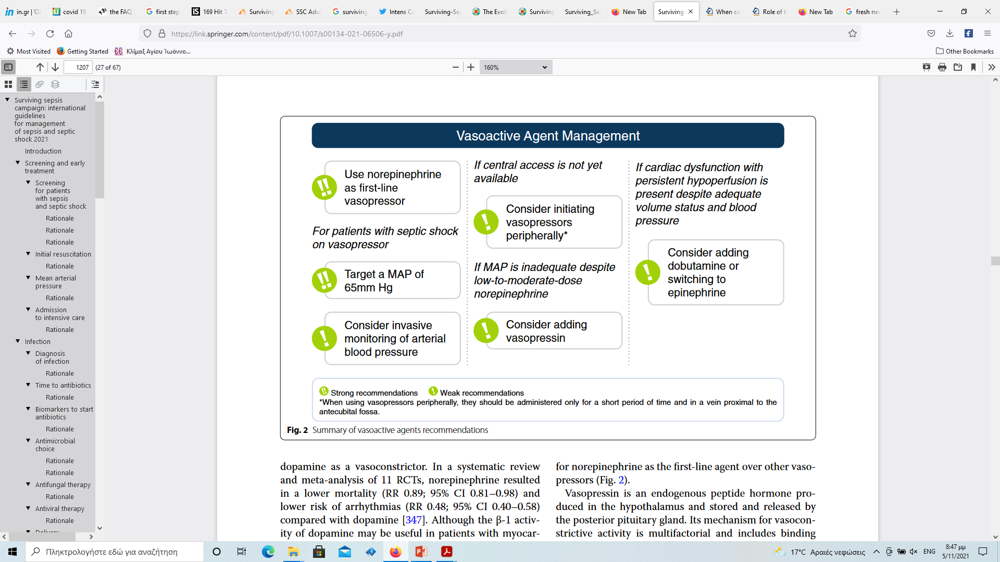 in.gr | Ό
covid 19
the FAQ
first step
169 Hit T
Surviving
SSC Adul
surviving
Intens Ca
Surviving-Se
The Evol
Surviving
Surviving_Se
New Tab
Surviving
When co
Role of t
New Tab
fresh nev
https://link.springer.com/content/pdf/10.1007/s00134-021-06506-y.pdf
Most Visited
Getting Started
Κλῖμαξ Αγίου Ἰωάννο...
Other Bookmarks
1207
(27 of 67)
160%
Surviving sepsis
campaign: international
guidelines
for management
of sepsis and septic
shock 2021
Introduction
Screening and early
treatment
Screening
for patients
with sepsis
and septic shock
Rationale
Rationale
Rationale
Initial resuscitation
Rationale
Mean arterial
pressure
Rationale
Admission
to intensive care
Rationale
Infection
Diagnosis
of infection
Rationale
Time to antibiotics
Rationale
Biomarkers to start
antibiotics
Rationale
Antimicrobial
choice
Rationale
Rationale
Antifungal therapy
Rationale
Antiviral therapy
Rationale
Delivery
Vasoactive Agent Management
Use norepinephrine
as first-line
vasopressor
For patients with septic shock
on vasopressor
Target a MAP of
65mm Hg
Consider invasive
monitoring of arterial
blood pressure
If central access is not yet
available
Consider initiating
vasopressors
peripherally*
If MAP is inadequate despite
low-to-moderate-dose
norepinephrine
Consider adding
vasopressin
If cardiac dysfunction with
persistent hypoperfusion is
present despite adequate
volume status and blood
pressure
Consider adding
dobutamine or
switching to
epinephrine
Strong recommendations
Weak recommendations
*When using vasopressors peripherally, they should be administered only for a short period of time and in a vein proximal to the
antecubital fossa.
Fig. 2 Summary of vasoactive agents recommendations
dopamine as a vasoconstrictor. In a systematic review
and meta-analysis of 11 RCTs, norepinephrine resulted
in a lower mortality (RR 0.89; 95% CI 0.81–0.98) and
lower risk of arrhythmias (RR 0.48; 95% CI 0.40–0.58)
compared with dopamine [347]. Although the β-1 activ-
ity of dopamine may be useful in patients with myocar-
for norepinephrine as the first-line agent over other vaso-
pressors (Fig. 2).
Vasopressin is an endogenous peptide hormone pro-
duced in the hypothalamus and stored and released by
the posterior pituitary gland. Its mechanism for vasocon-
strictive activity is multifactorial and includes binding
Πληκτρολογήστε εδώ για αναζήτηση
17°C Αραιές νεφώσεις
ENG
8:47 μμ
5/11/2021